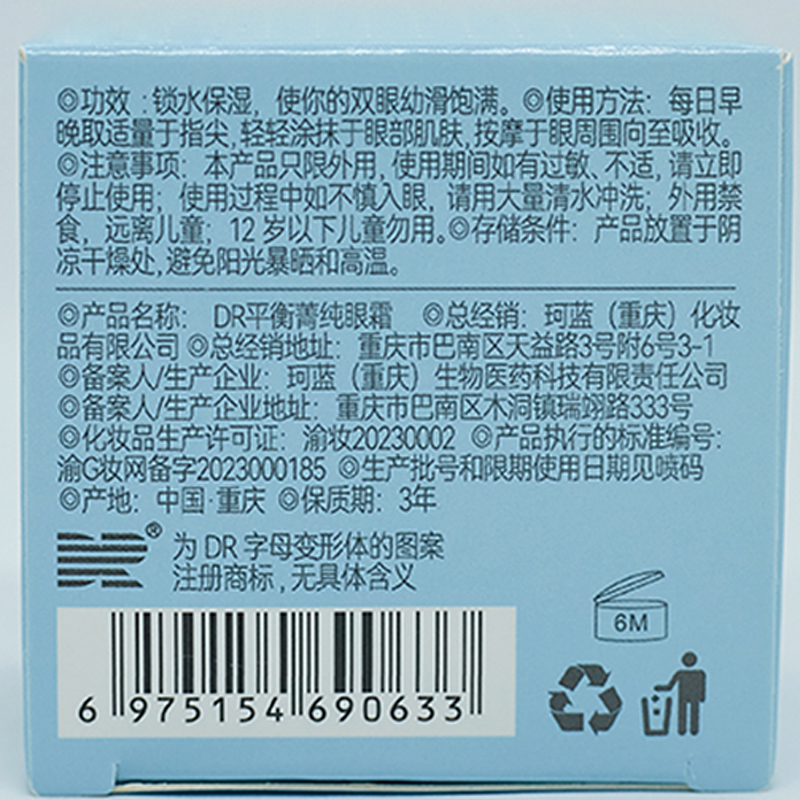 ◎功效：锁水保湿，使你的双眼幼滑饱满。◎使用方法：每日早
晚取适量于指尖,轻轻涂抹于眼部肌肤,按摩于眼周围向至吸收。
◎注意事项：本产品只限外用,使用期间如有过敏、不适,请立即
停止使用；使用过程中如不慎入眼，请用大量清水冲洗；外用禁
食，远离儿童；12岁以下儿童勿用。◎存储条件：产品放置于阴
凉干燥处,避免阳光暴晒和高温。
◎产品名称：DR平衡菁纯眼霜 ◎总经销：珂蓝（重庆）化妆
品有限公司 ◎总经销地址：重庆市巴南区天益路3号附6号3-1
◎备案人/生产企业：珂蓝（重庆）生物医药科技有限责任公司
◎备案人/生产企业地址：重庆市巴南区木洞镇瑞翊路333号
◎化妆品生产许可证：渝妆20230002 ◎产品执行的标准编号：
渝G妆网备字2023000185 ◎生产批号和限期使用日期见喷码
◎产地：中国·重庆 ◎保质期：3年
DR® 为 DR 字母变形体的图案
注册商标,无具体含义
6M
6 975154 690633